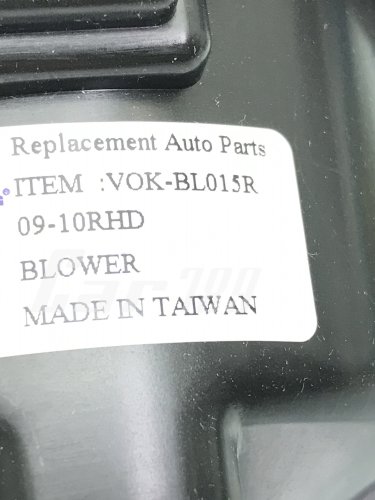 Replacement Auto Parts
ITEM :VOK-BL015R
09-10RHD
BLOWER
MADE IN TAIWAN